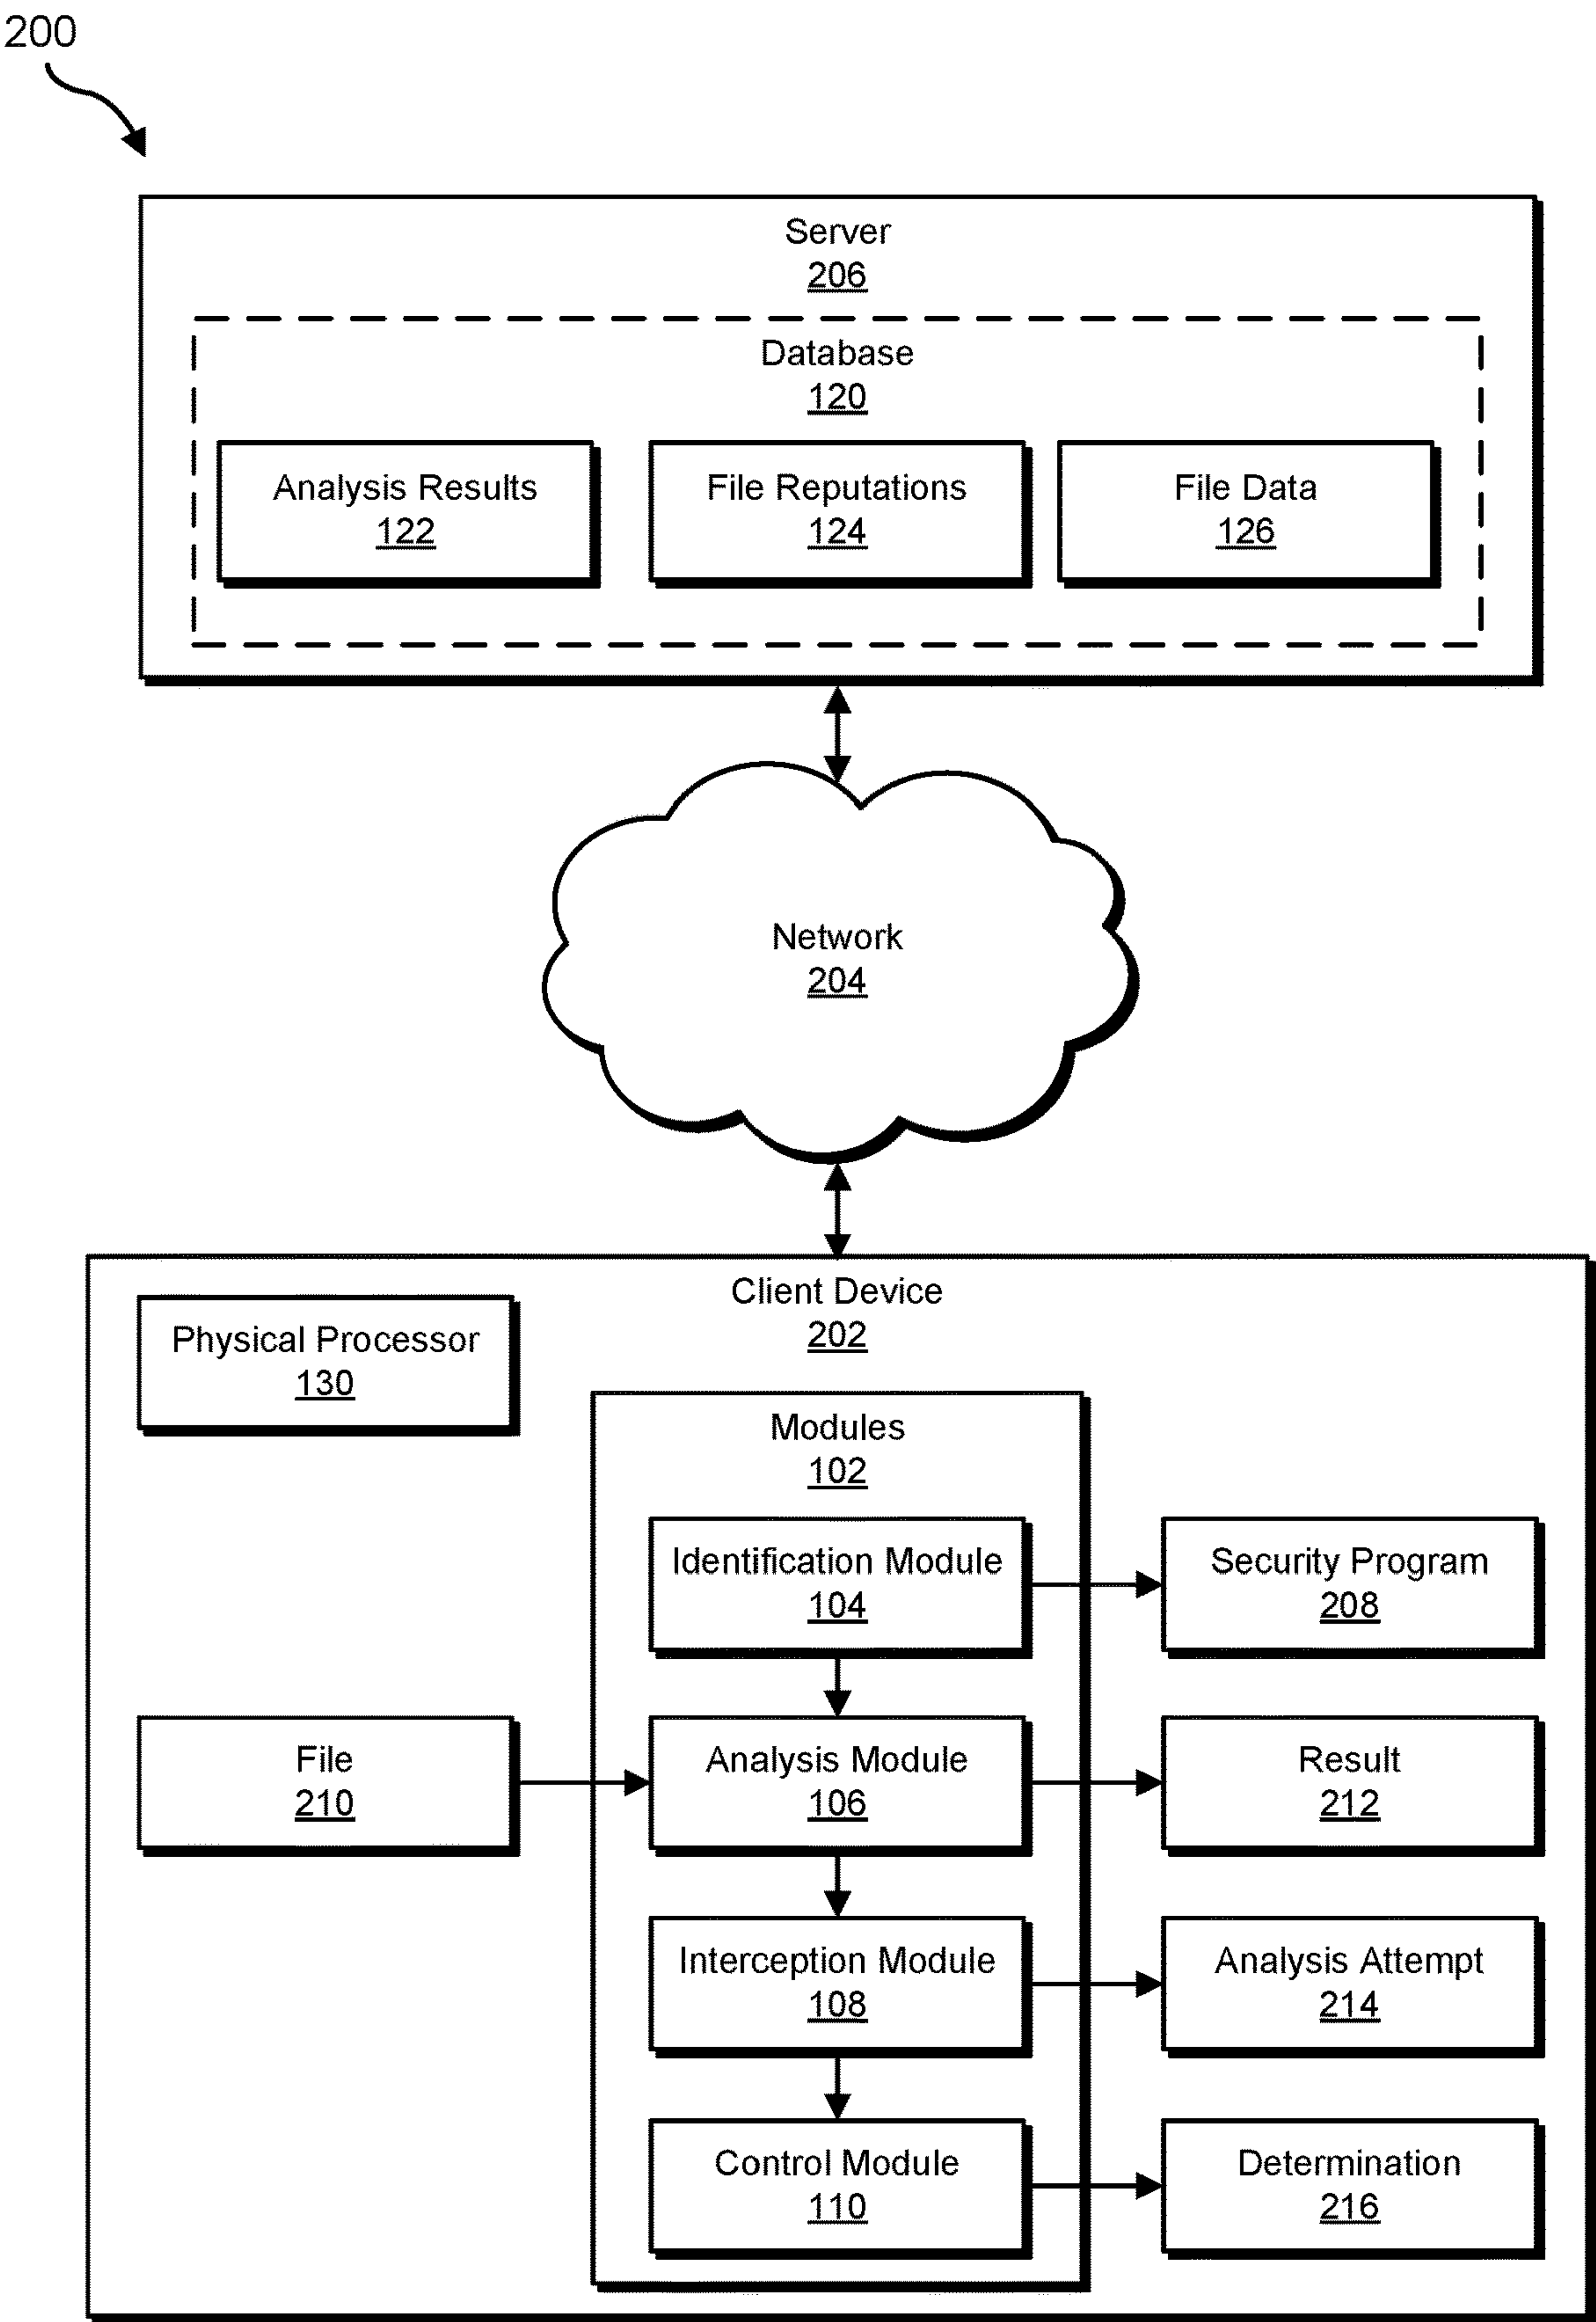 200
Server
206
Database
120
Analysis Results
122
File Reputations
124
File Data
126
Network
204
Client Device
202
Physical Processor
130
Modules
102
Identification Module
104
Security Program
208
File
210
Analysis Module
106
Result
212
Interception Module
108
Analysis Attempt
214
Control Module
110
Determination
216